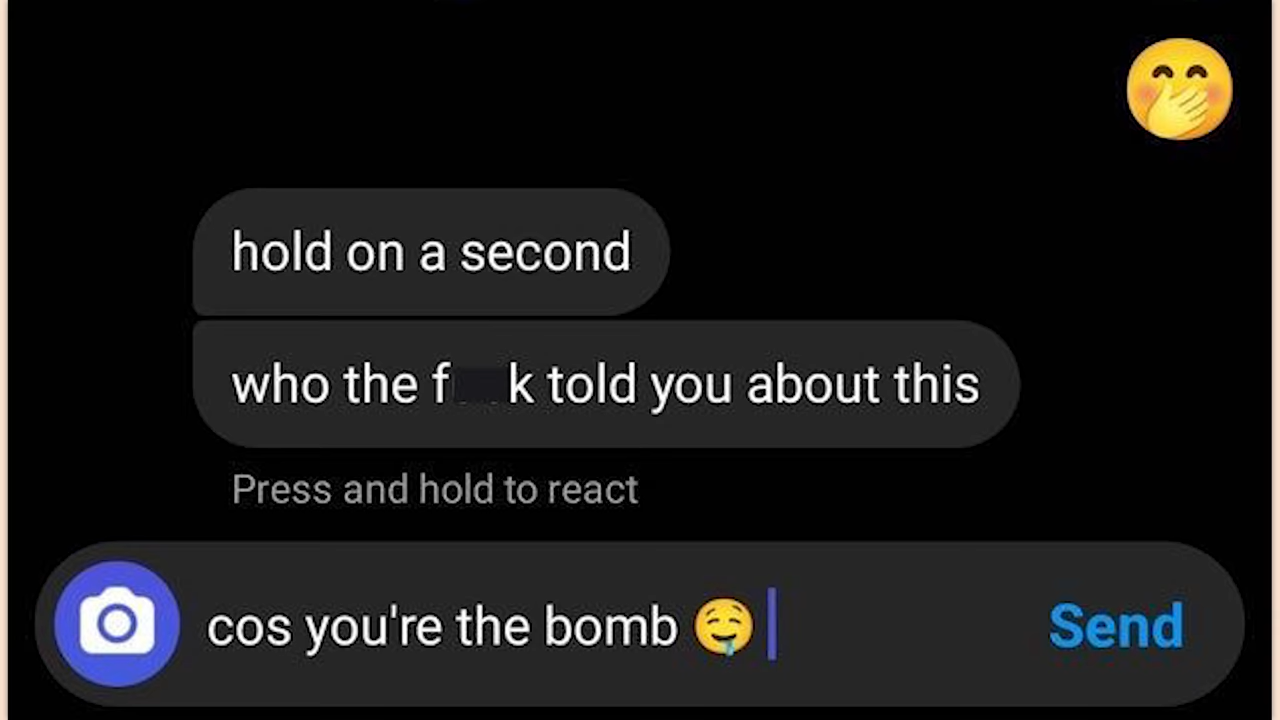 hold on a second
who the f k told you about this
Press and hold to react
cos you're the bomb 🤤
Send